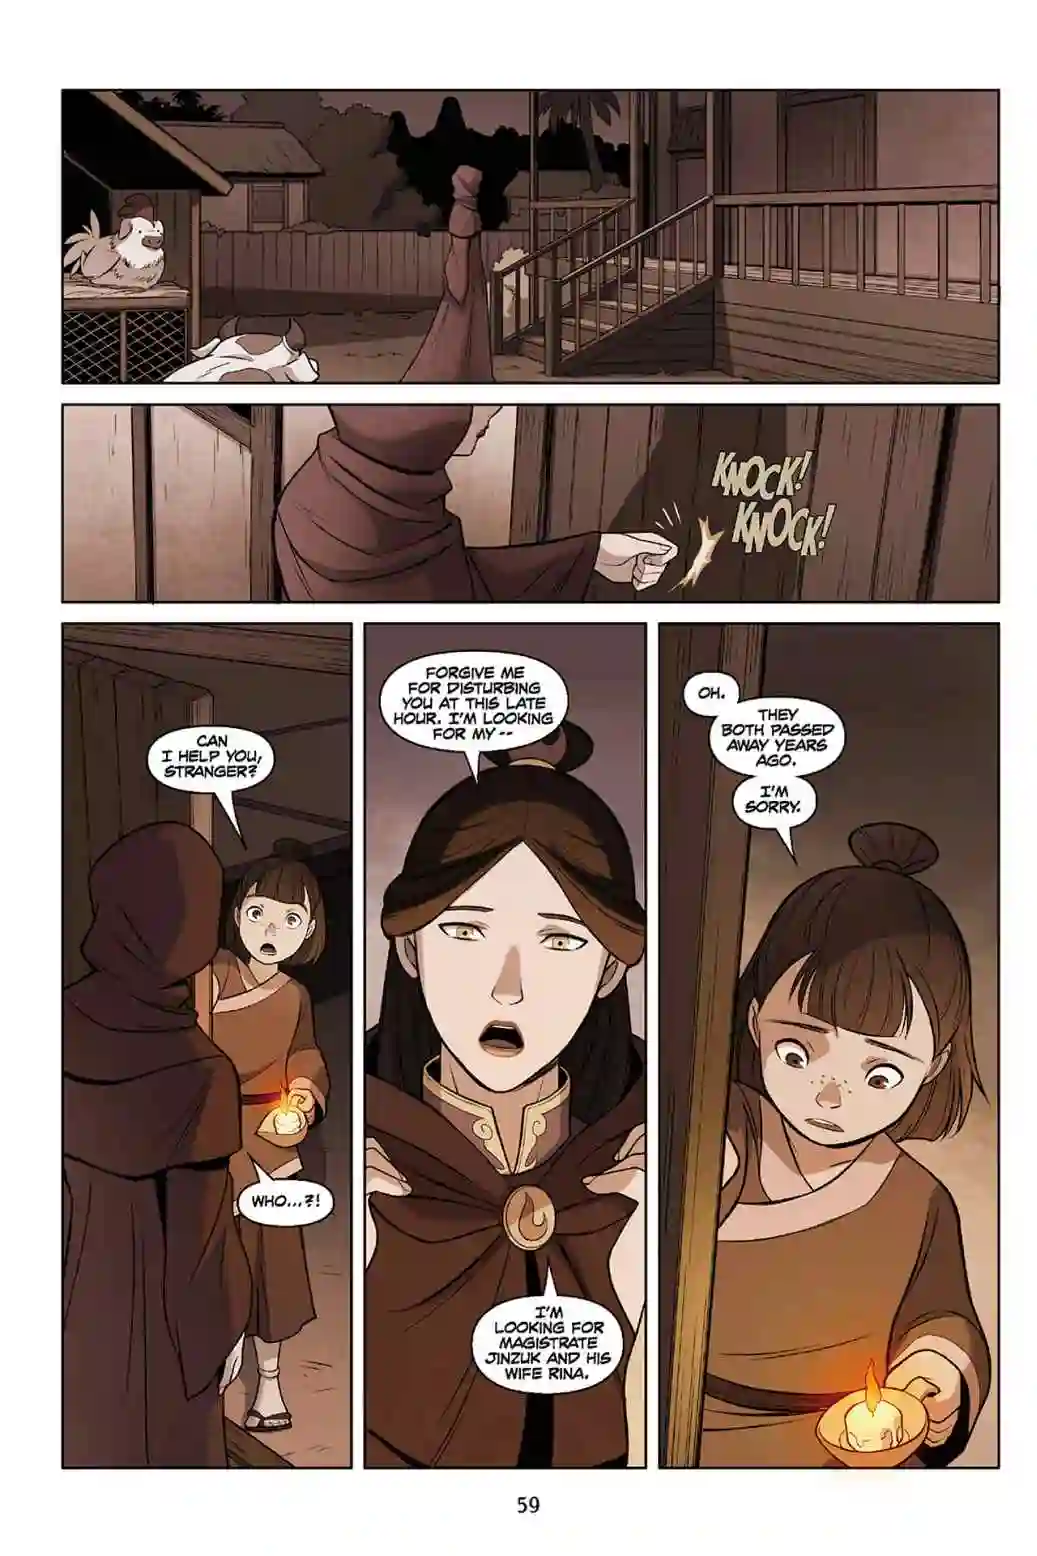 KNOCK!
KNOCK!
CAN
I HELP YOU,
STRANGER?
WHO...?!
FORGIVE ME
FOR DISTURBING
YOU AT THIS LATE
HOUR. I'M LOOKING
FOR MY--
I'M
LOOKING FOR
MAGISTRATE
JINZUK AND HIS
WIFE RINA.
OH.
THEY
BOTH PASSED
AWAY YEARS
AGO.
I'M
SORRY.
59